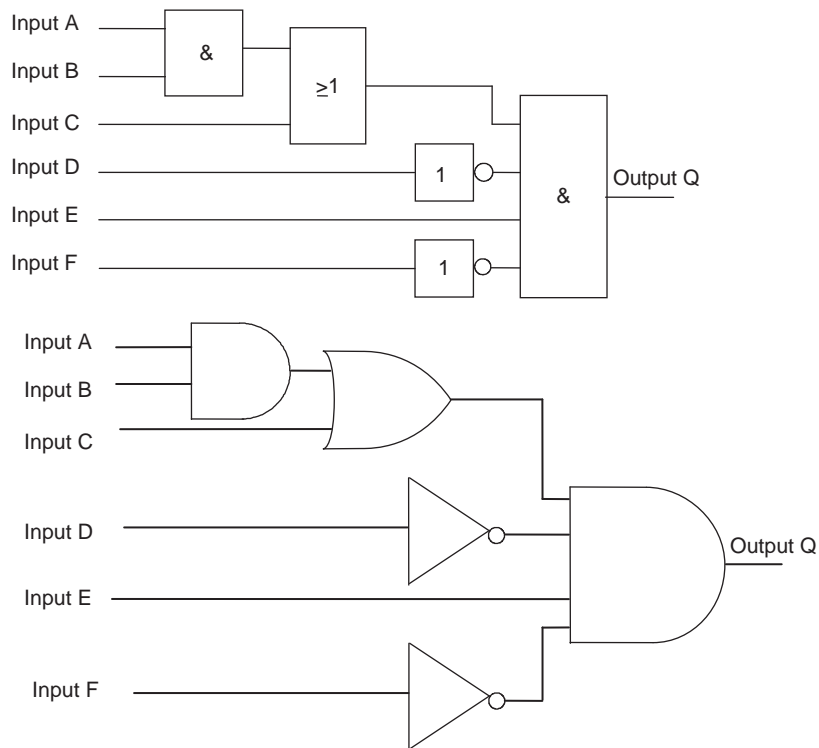 Input A
Input B
&
≥1
Input C
Input D
1
Output Q
&
Input E
Input F
1
Input A
Input B
Input C
Input D
Output Q
Input E
Input F